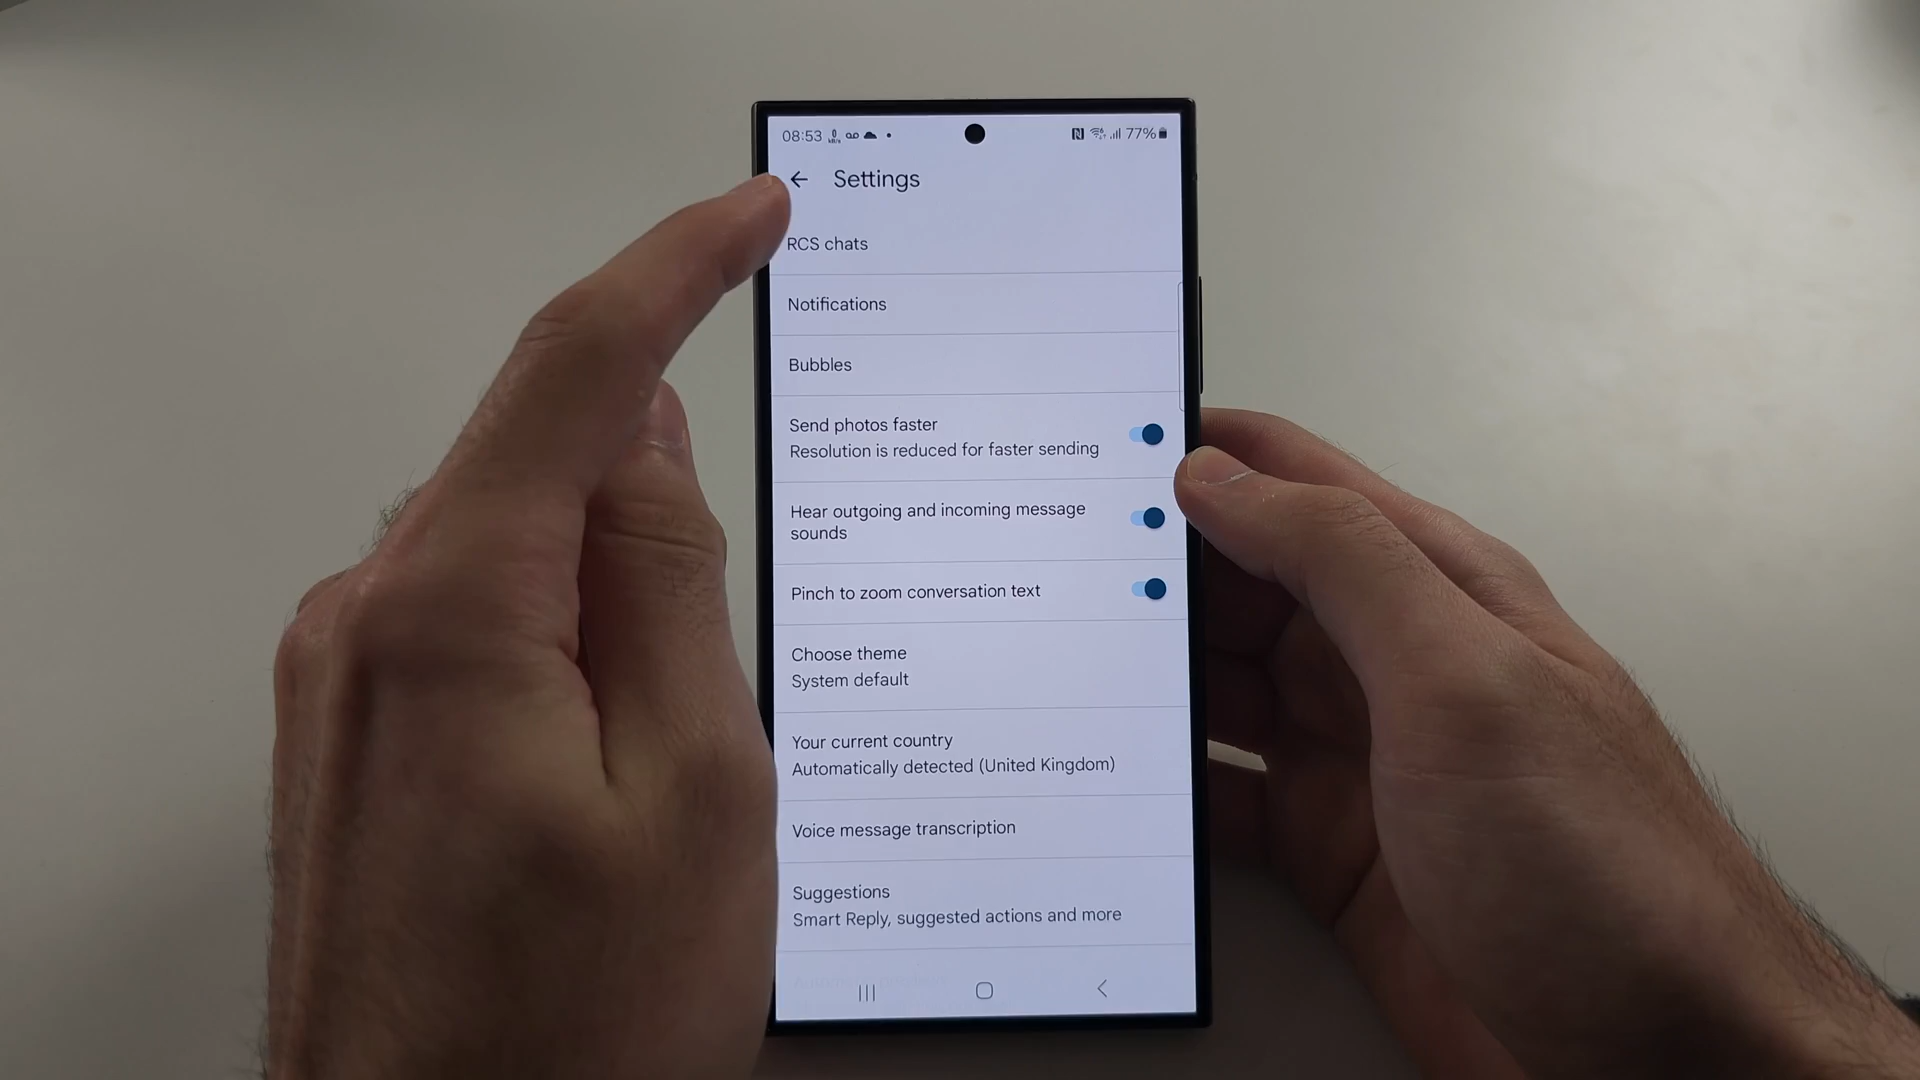 08:53 77%
Settings
RCS chats
Notifications
Bubbles
Send photos faster
Resolution is reduced for faster sending
Hear outgoing and incoming message
sounds
Pinch to zoom conversation text
Choose theme
System default
Your current country
Automatically detected (United Kingdom)
Voice message transcription
Suggestions
Smart Reply, suggested actions and more